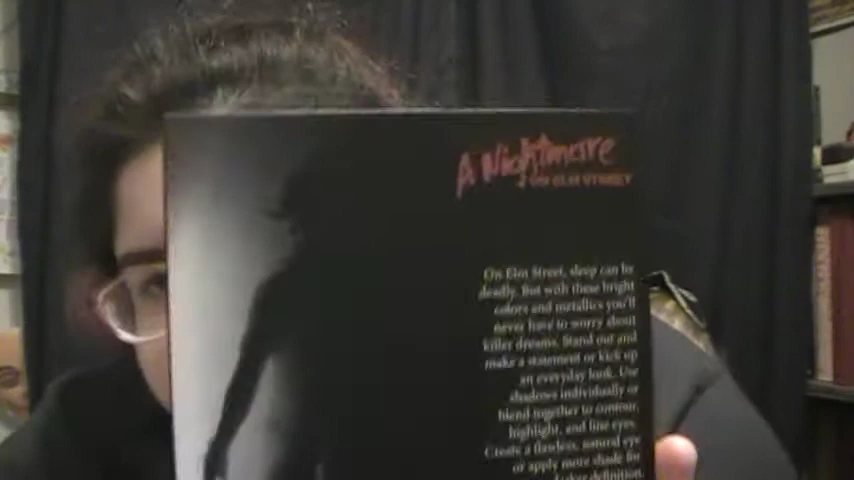 A Nightmare
ON ELM STREET
On Elm Street, sleep can be
deadly. But with these bright
colors and metallics you'll
never have to worry about
killer dreams. Stand out and
make a statement or kick up
an everyday look. Use
shadows individually or
blend together to contour,
highlight, and line eyes.
Create a flawless, natural eye
or apply more shade for
definition.